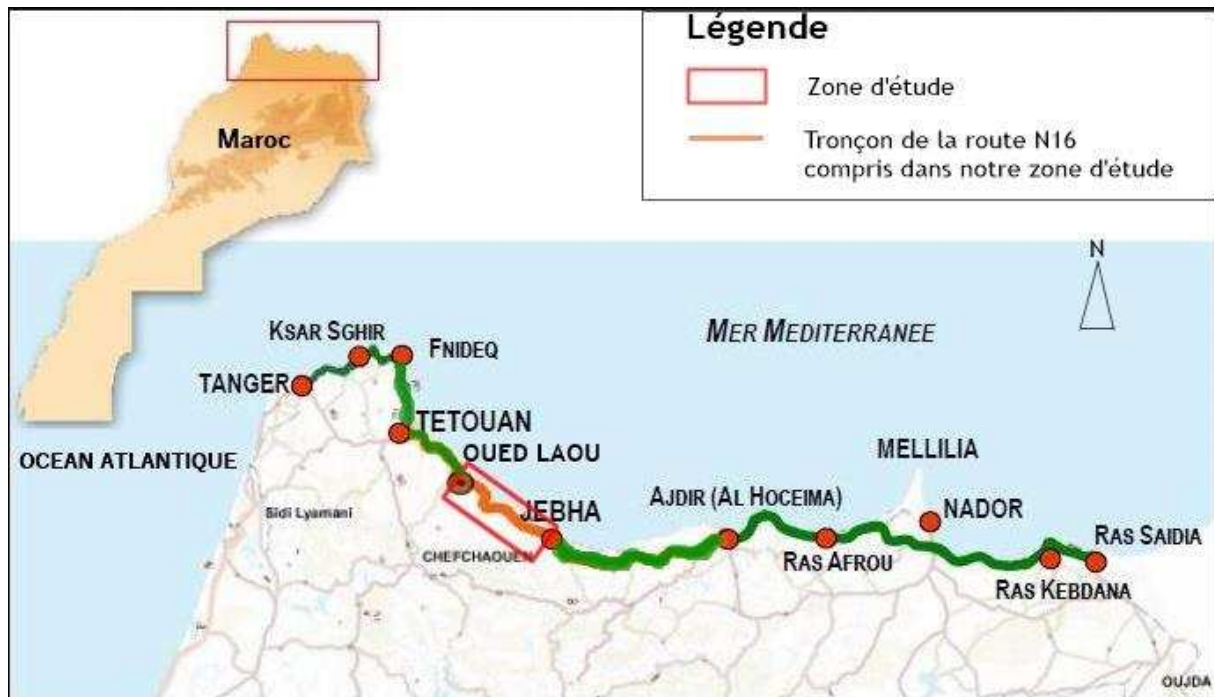 Légende
Zone d'étude
Tronçon de la route N16
compris dans notre zone d'étude
Maroc
N
MER MEDITERRANEE
KSAR SGHIR
FNIDEQ
TANGER
TETOUAN
OUED LAOU
OCEAN ATLANTIQUE
MELLILIA
JEBHA
AJDIR (AL HOCEIMA)
NADOR
Sidi Lyamani
RAS SAIDIA
CHEFCHAOUEN
RAS AFROU
RAS KEBDANA
OUJDA